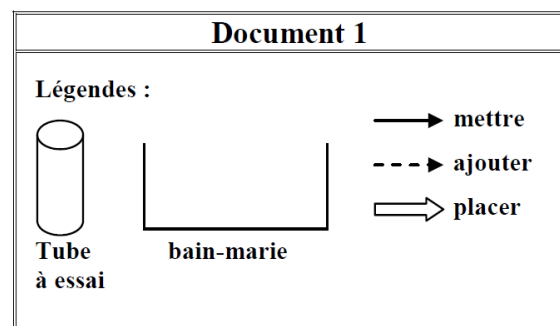 Document 1
Légendes :
mettre
ajouter
placer
Tube
à essai
bain-marie